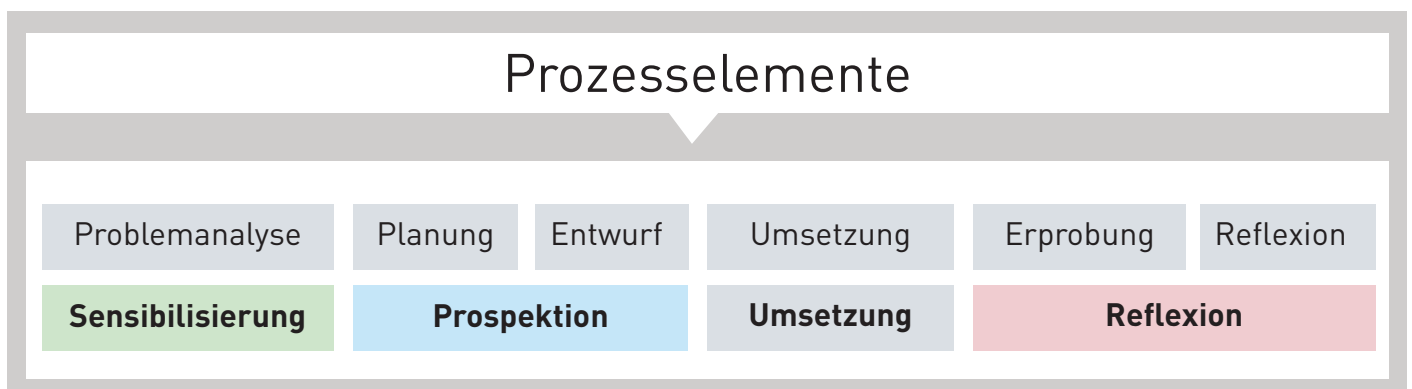 Prozesselemente
Problemanalyse Planung Entwurf Umsetzung Erprobung Reflexion
Sensibilisierung Prospektion Umsetzung Reflexion